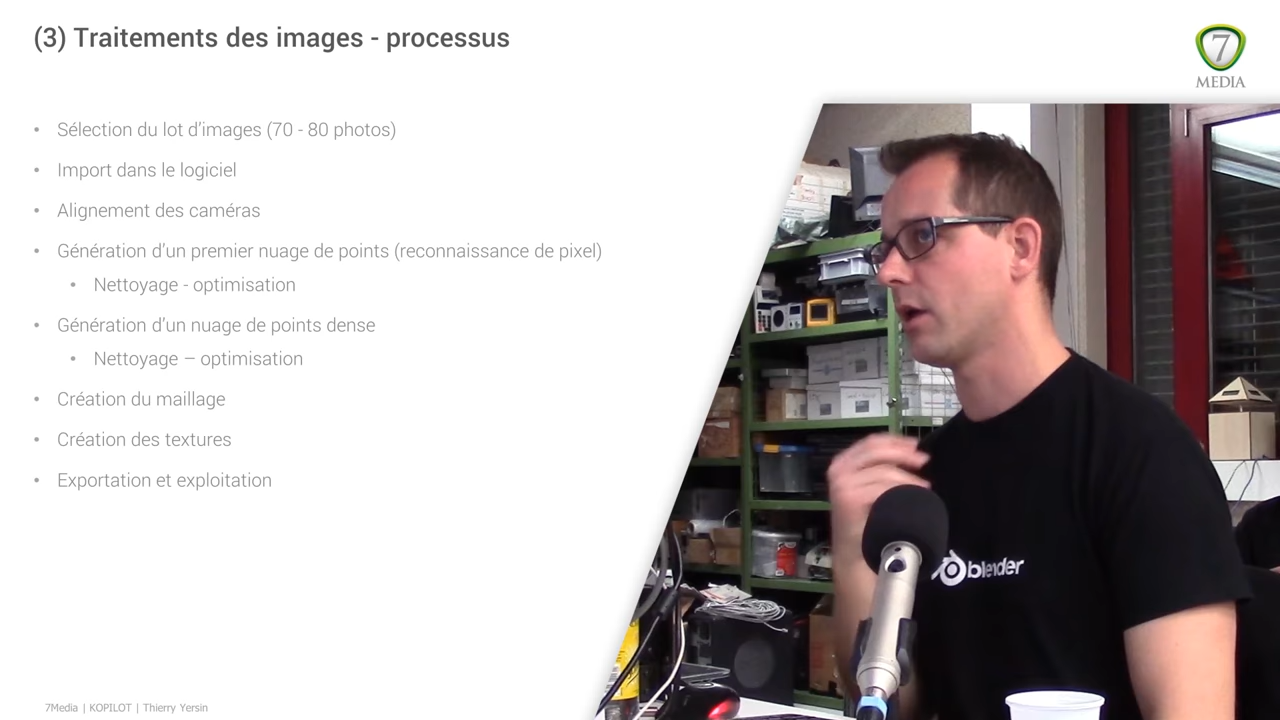 (3) Traitements des images - processus
7
MEDIA
• Sélection du lot d'images (70 - 80 photos)
• Import dans le logiciel
• Alignement des caméras
• Génération d'un premier nuage de points (reconnaissance de pixel)
• Nettoyage - optimisation
• Génération d'un nuage de points dense
• Nettoyage – optimisation
• Création du maillage
• Création des textures
• Exportation et exploitation
blender
7Media | KOPILOT | Thierry Yersin